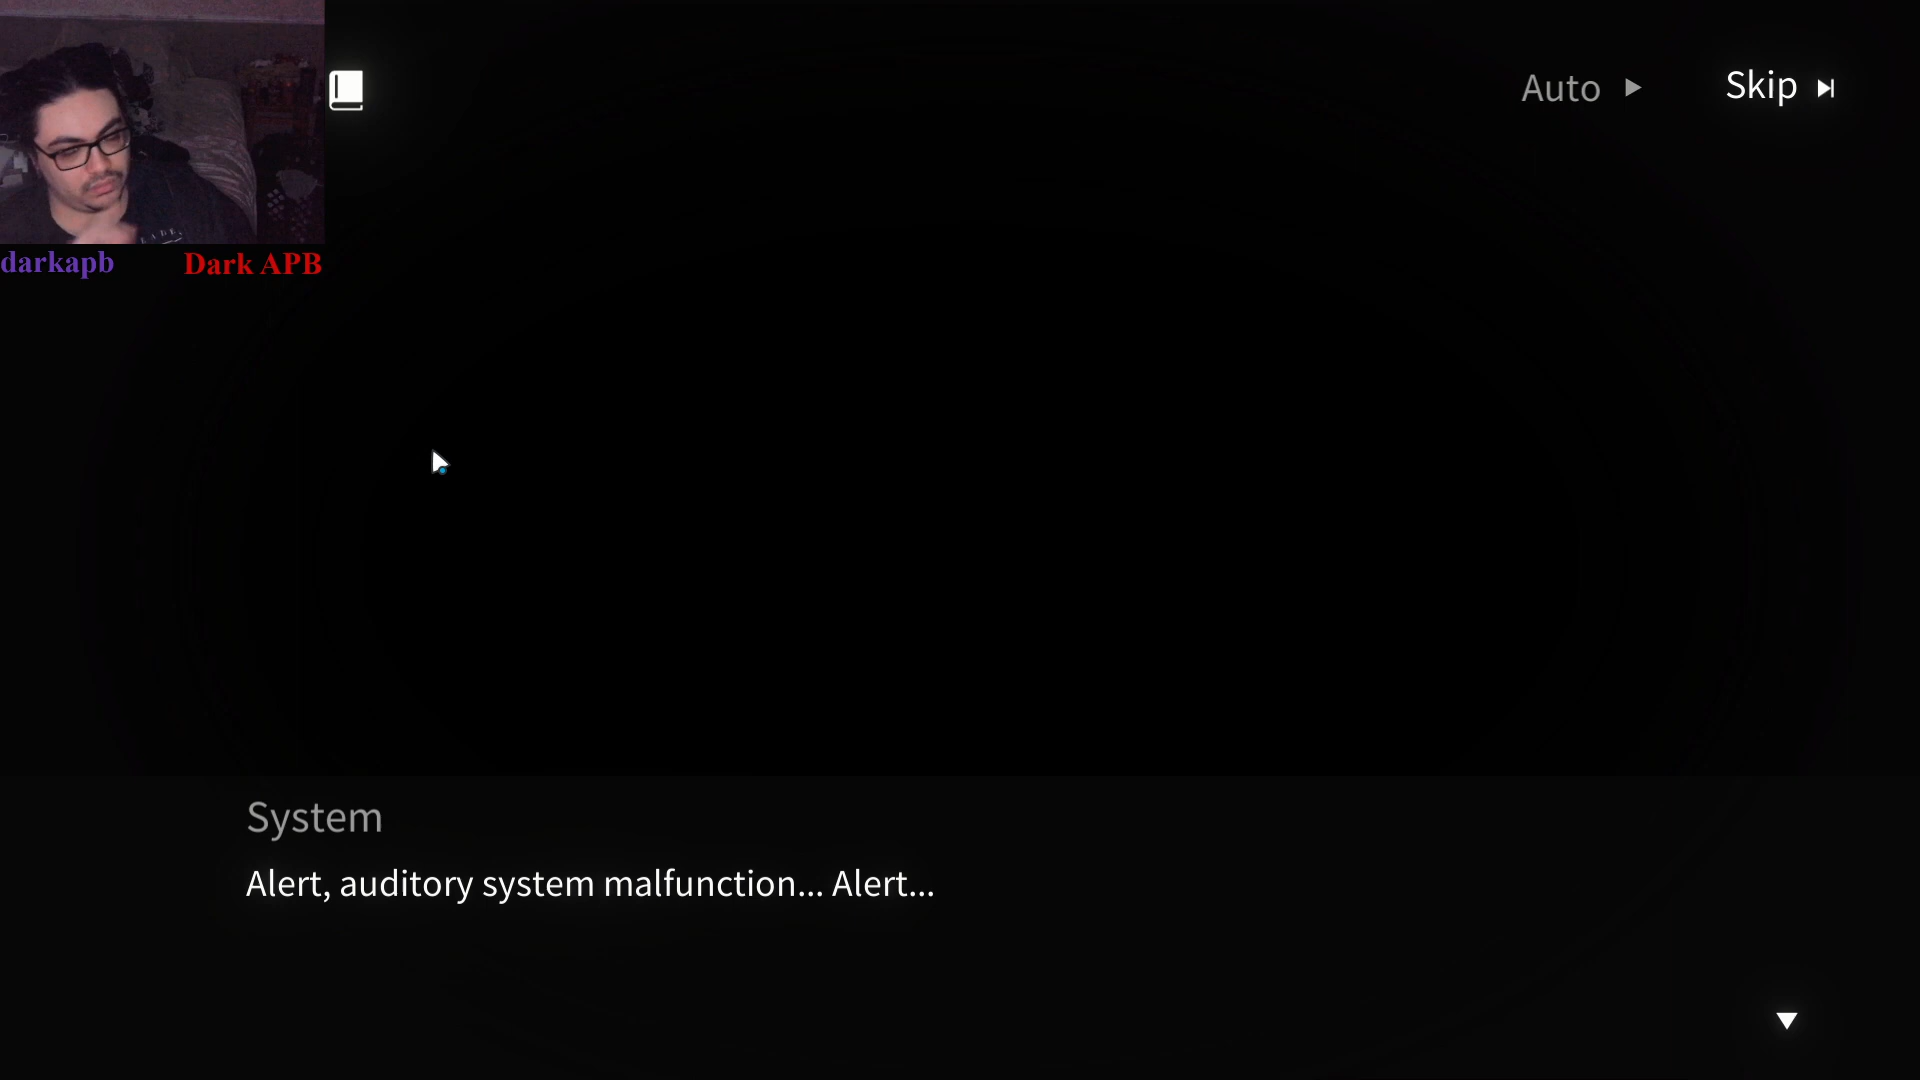 Auto
Skip
darkapb
Dark APB
System
Alert, auditory system malfunction... Alert...